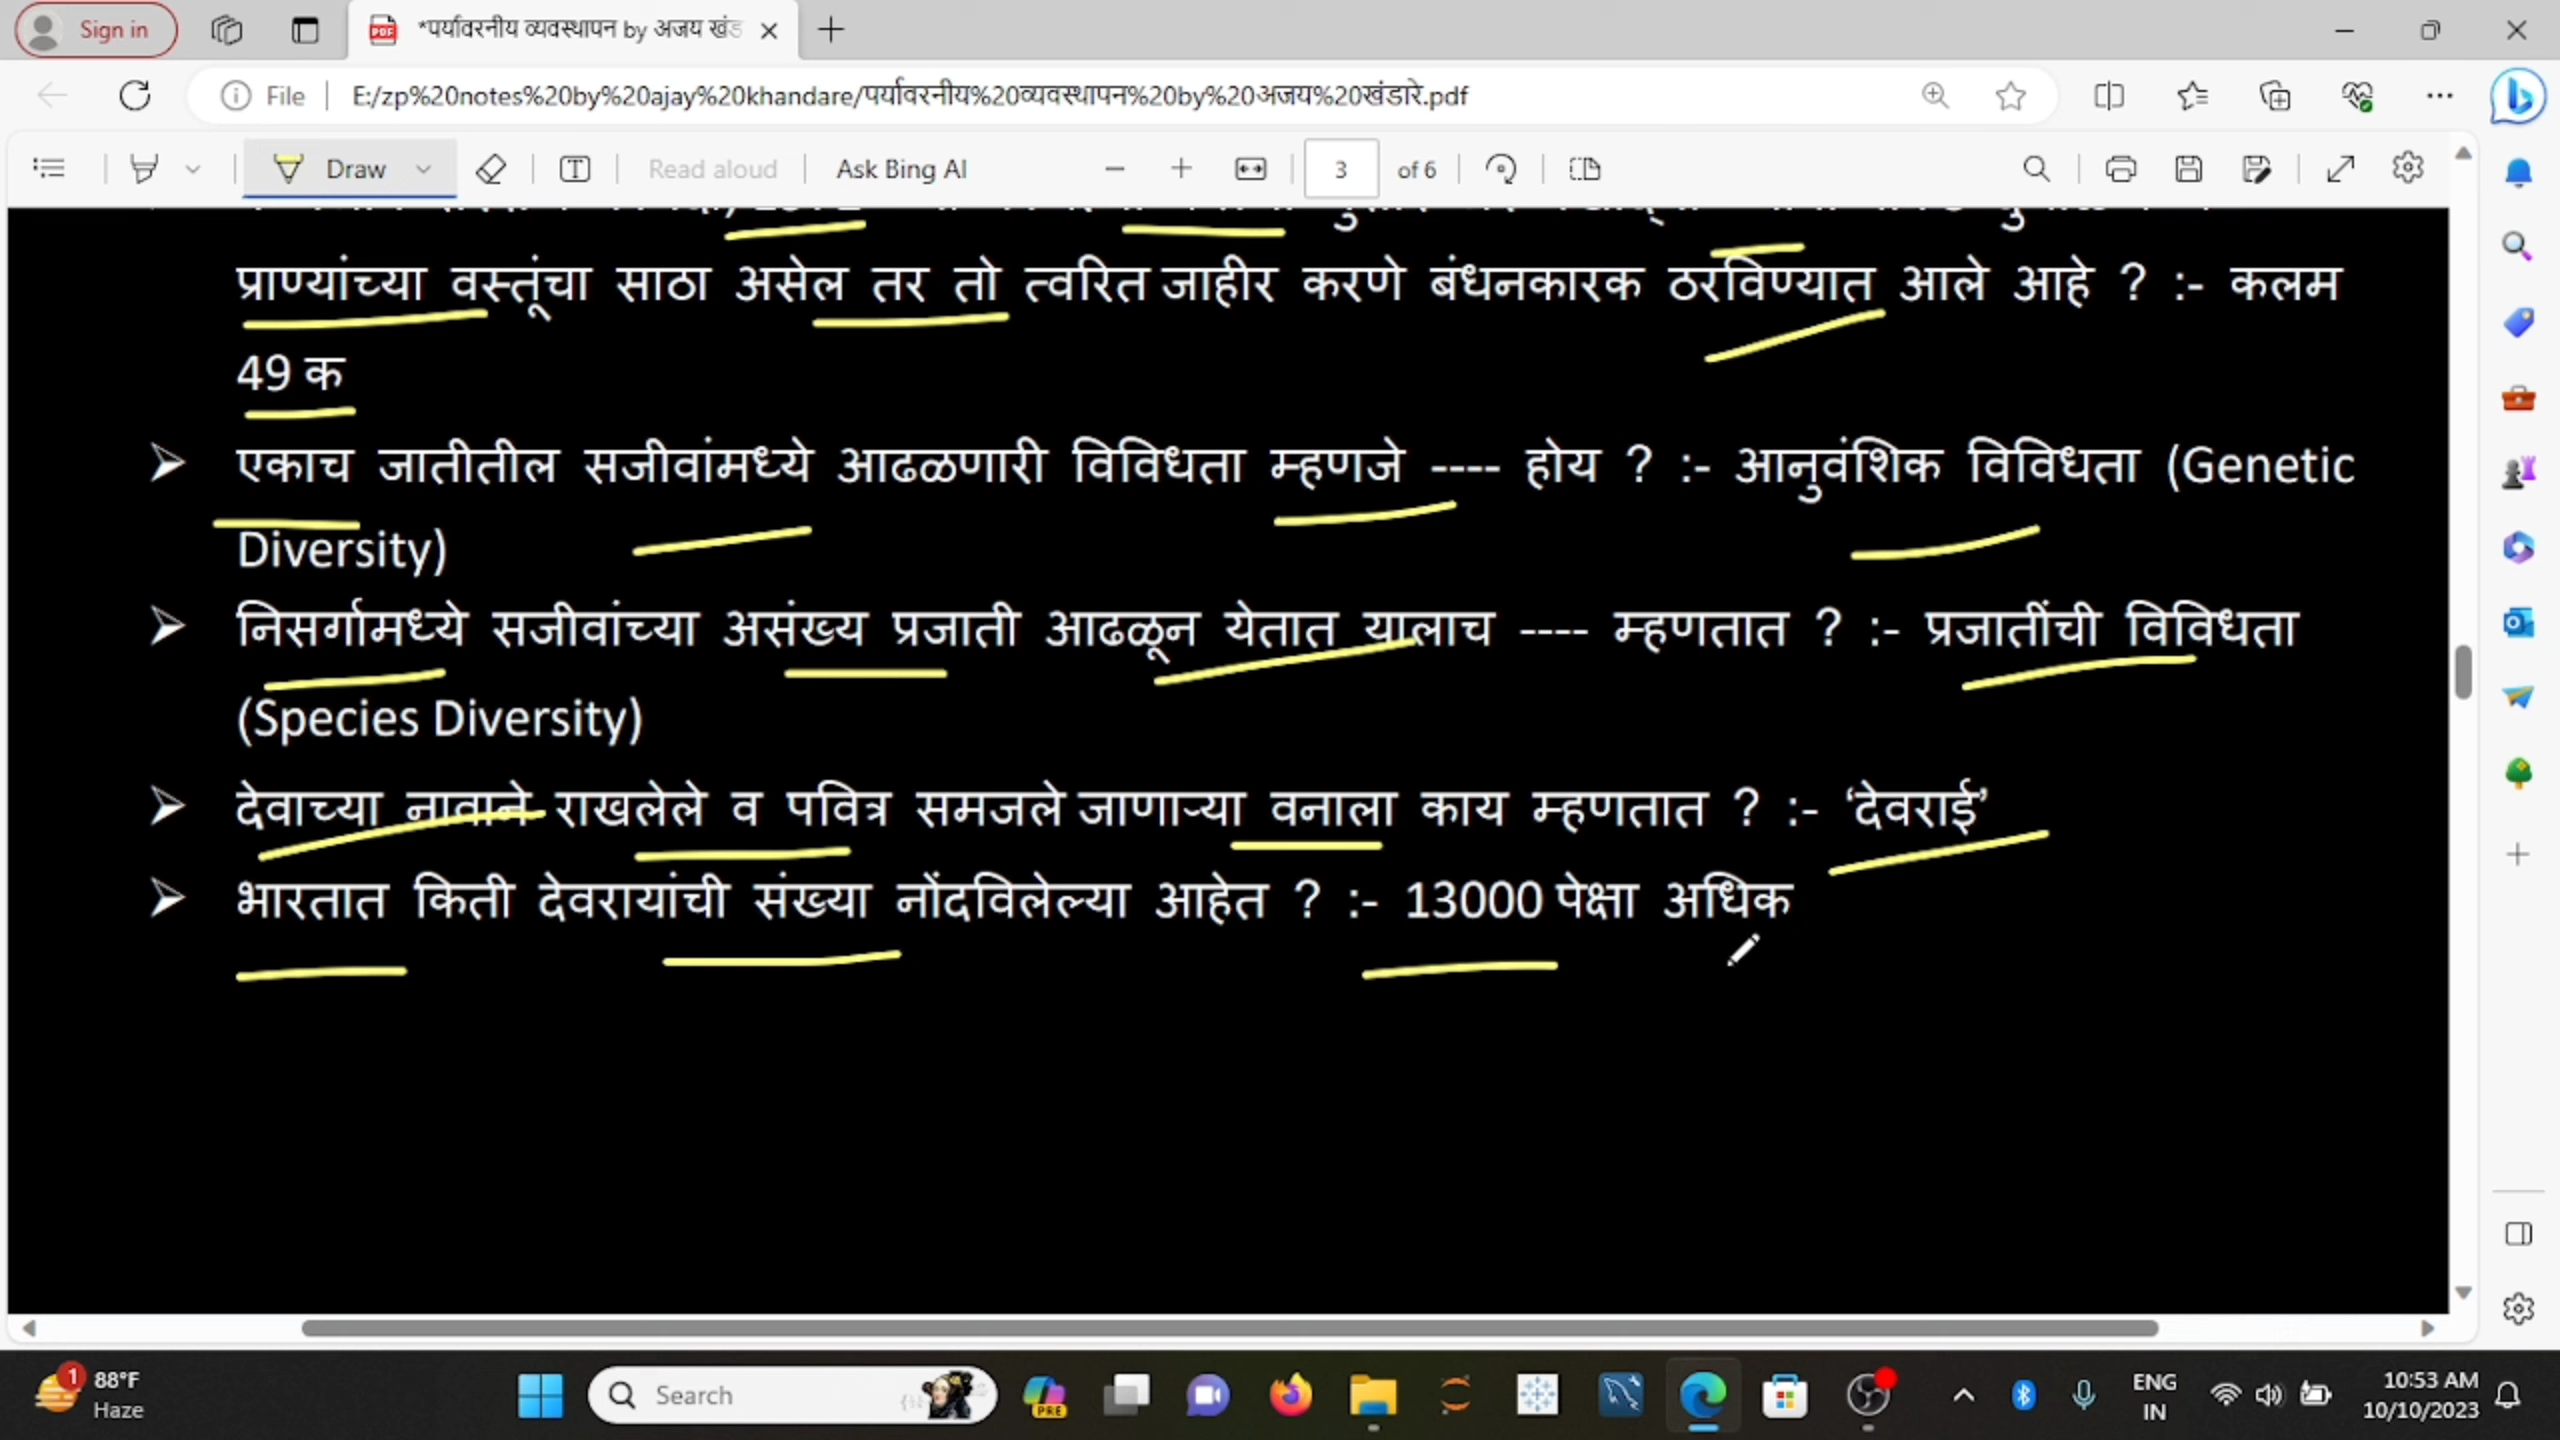 Sign in
*पर्यावरनीय व्यवस्थापन by अजय खंड
File
E:/zp%20notes%20by%20ajay%20khandare/पर्यावरनीय%20व्यवस्थापन%20by%20अजय%20खंडारे.pdf
Draw
Read aloud
Ask Bing AI
3 of 6
प्राण्यांच्या वस्तूंचा साठा असेल तर तो त्वरित जाहीर करणे बंधनकारक ठरविण्यात आले आहे ? :- कलम
49 क
➢ एकाच जातीतील सजीवांमध्ये आढळणारी विविधता म्हणजे ---- होय ? :- आनुवंशिक विविधता (Genetic
Diversity)
➢ निसर्गामध्ये सजीवांच्या असंख्य प्रजाती आढळून येतात यालाच ---- म्हणतात ? :- प्रजातींची विविधता
(Species Diversity)
➢ देवाच्या नावाने राखलेले व पवित्र समजले जाणाऱ्या वनाला काय म्हणतात ? :- ‘देवराई’
➢ भारतात किती देवरायांची संख्या नोंदविलेल्या आहेत ? :- 13000 पेक्षा अधिक
1
88°F
Haze
Search
PRE
ENG
IN
10:53 AM
10/10/2023